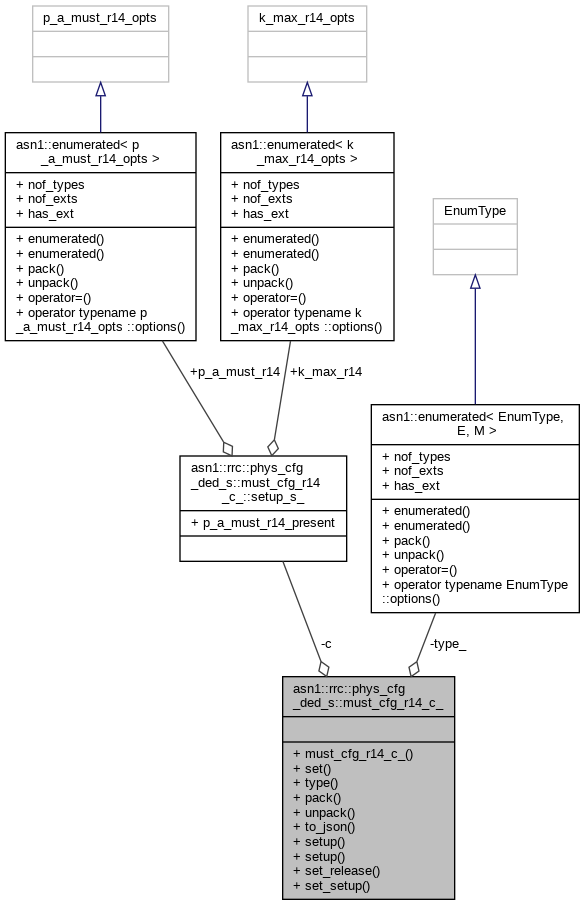 p_a_must_r14_opts
k_max_r14_opts
asn1::enumerated< p
_a_must_r14_opts >
+ nof_types
+ nof_exts
+ has_ext
+ enumerated()
+ enumerated()
+ pack()
+ unpack()
+ operator=()
+ operator typename p
_a_must_r14_opts ::options()
asn1::enumerated< k
_max_r14_opts >
+ nof_types
+ nof_exts
+ has_ext
+ enumerated()
+ enumerated()
+ pack()
+ unpack()
+ operator=()
+ operator typename k
_max_r14_opts ::options()
EnumType
+p_a_must_r14
+k_max_r14
asn1::enumerated< EnumType,
E, M >
+ nof_types
+ nof_exts
+ has_ext
+ enumerated()
+ enumerated()
+ pack()
+ unpack()
+ operator=()
+ operator typename EnumType
::options()
asn1::rrc::phys_cfg
_ded_s::must_cfg_r14
_c_::setup_s_
+ p_a_must_r14_present
-c
-type_
asn1::rrc::phys_cfg
_ded_s::must_cfg_r14_c_
+ must_cfg_r14_c_()
+ set()
+ type()
+ pack()
+ unpack()
+ to_json()
+ setup()
+ setup()
+ set_release()
+ set_setup()